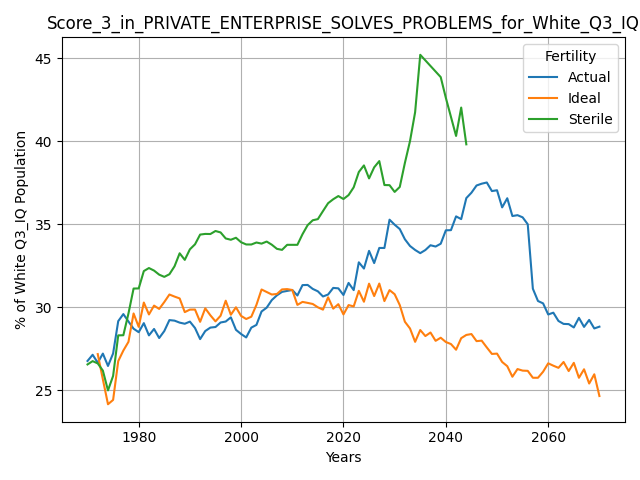 Score_3_in_PRIVATE_ENTERPRISE_SOLVES_PROBLEMS_for_White_Q3_IQ
Fertility
Actual
Ideal
Sterile
45
40
35
30
25
% of White Q3_IQ Population
1980 2000 2020 2040 2060
Years